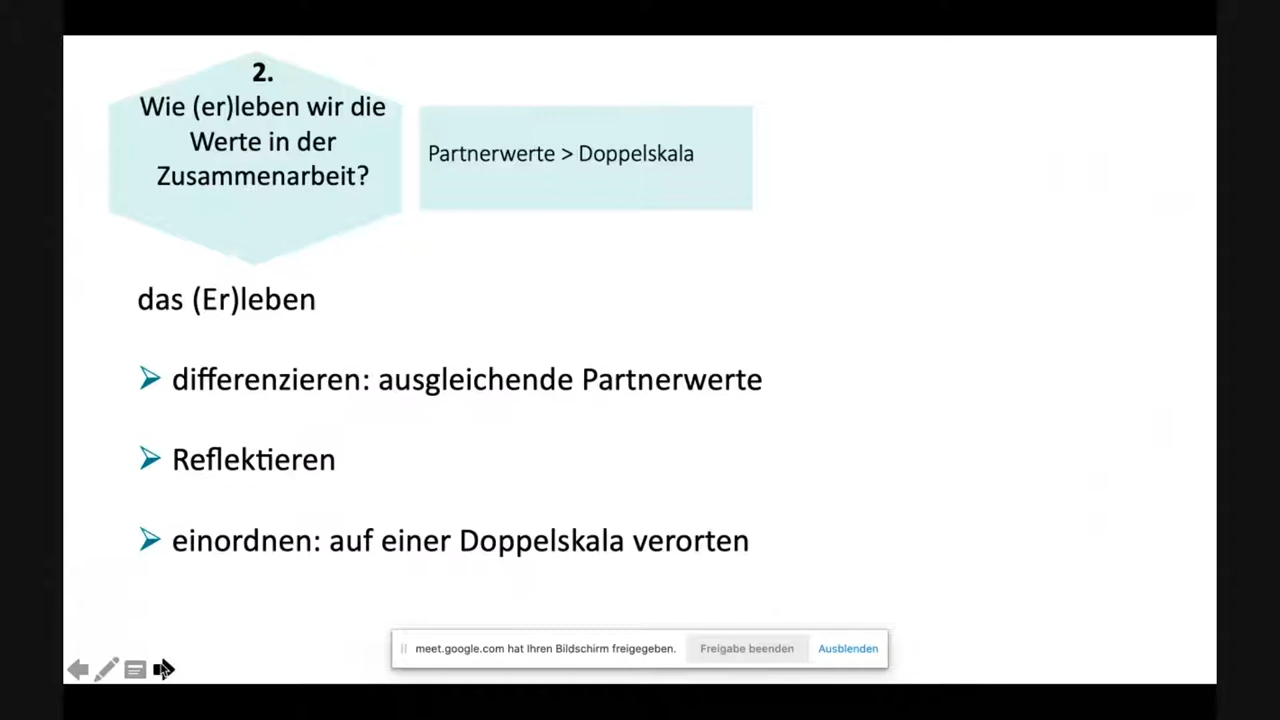 2.
Wie (er)leben wir die
Werte in der
Zusammenarbeit?
Partnerwerte > Doppelskala
das (Er)leben
differenzieren: ausgleichende Partnerwerte
Reflektieren
einordnen: auf einer Doppelskala verorten
meet.google.com hat Ihren Bildschirm freigegeben. Freigabe beenden Ausblenden